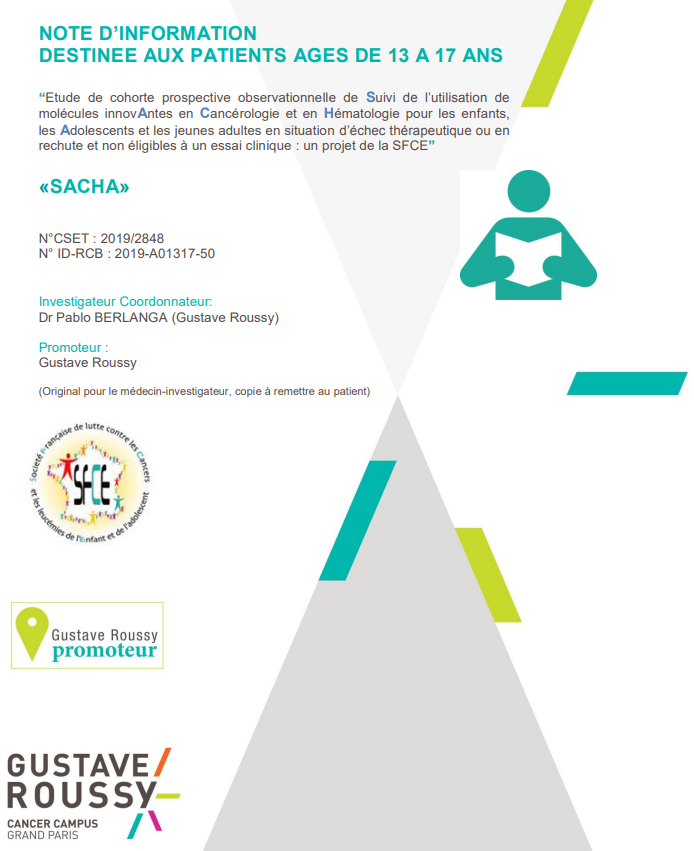 NOTE D’INFORMATION
DESTINEE AUX PATIENTS AGES DE 13 A 17 ANS
“Etude de cohorte prospective observationnelle de Suivi de l’utilisation de
molécules innovAntes en Cancérologie et en Hématologie pour les enfants,
les Adolescents et les jeunes adultes en situation d’échec thérapeutique ou en
rechute et non éligibles à un essai clinique : un projet de la SFCE”
«SACHA»
N°CSET : 2019/2848
N° ID-RCB : 2019-A01317-50
Investigateur Coordonnateur:
Dr Pablo BERLANGA (Gustave Roussy)
Promoteur :
Gustave Roussy
(Original pour le médecin-investigateur, copie à remettre au patient)
Société Française de lutte contre les Cancers
SFCE
et les leucémies de l'Enfant et de l'adolescent
Gustave Roussy
promoteur
GUSTAVE
ROUSSY
CANCER CAMPUS
GRAND PARIS